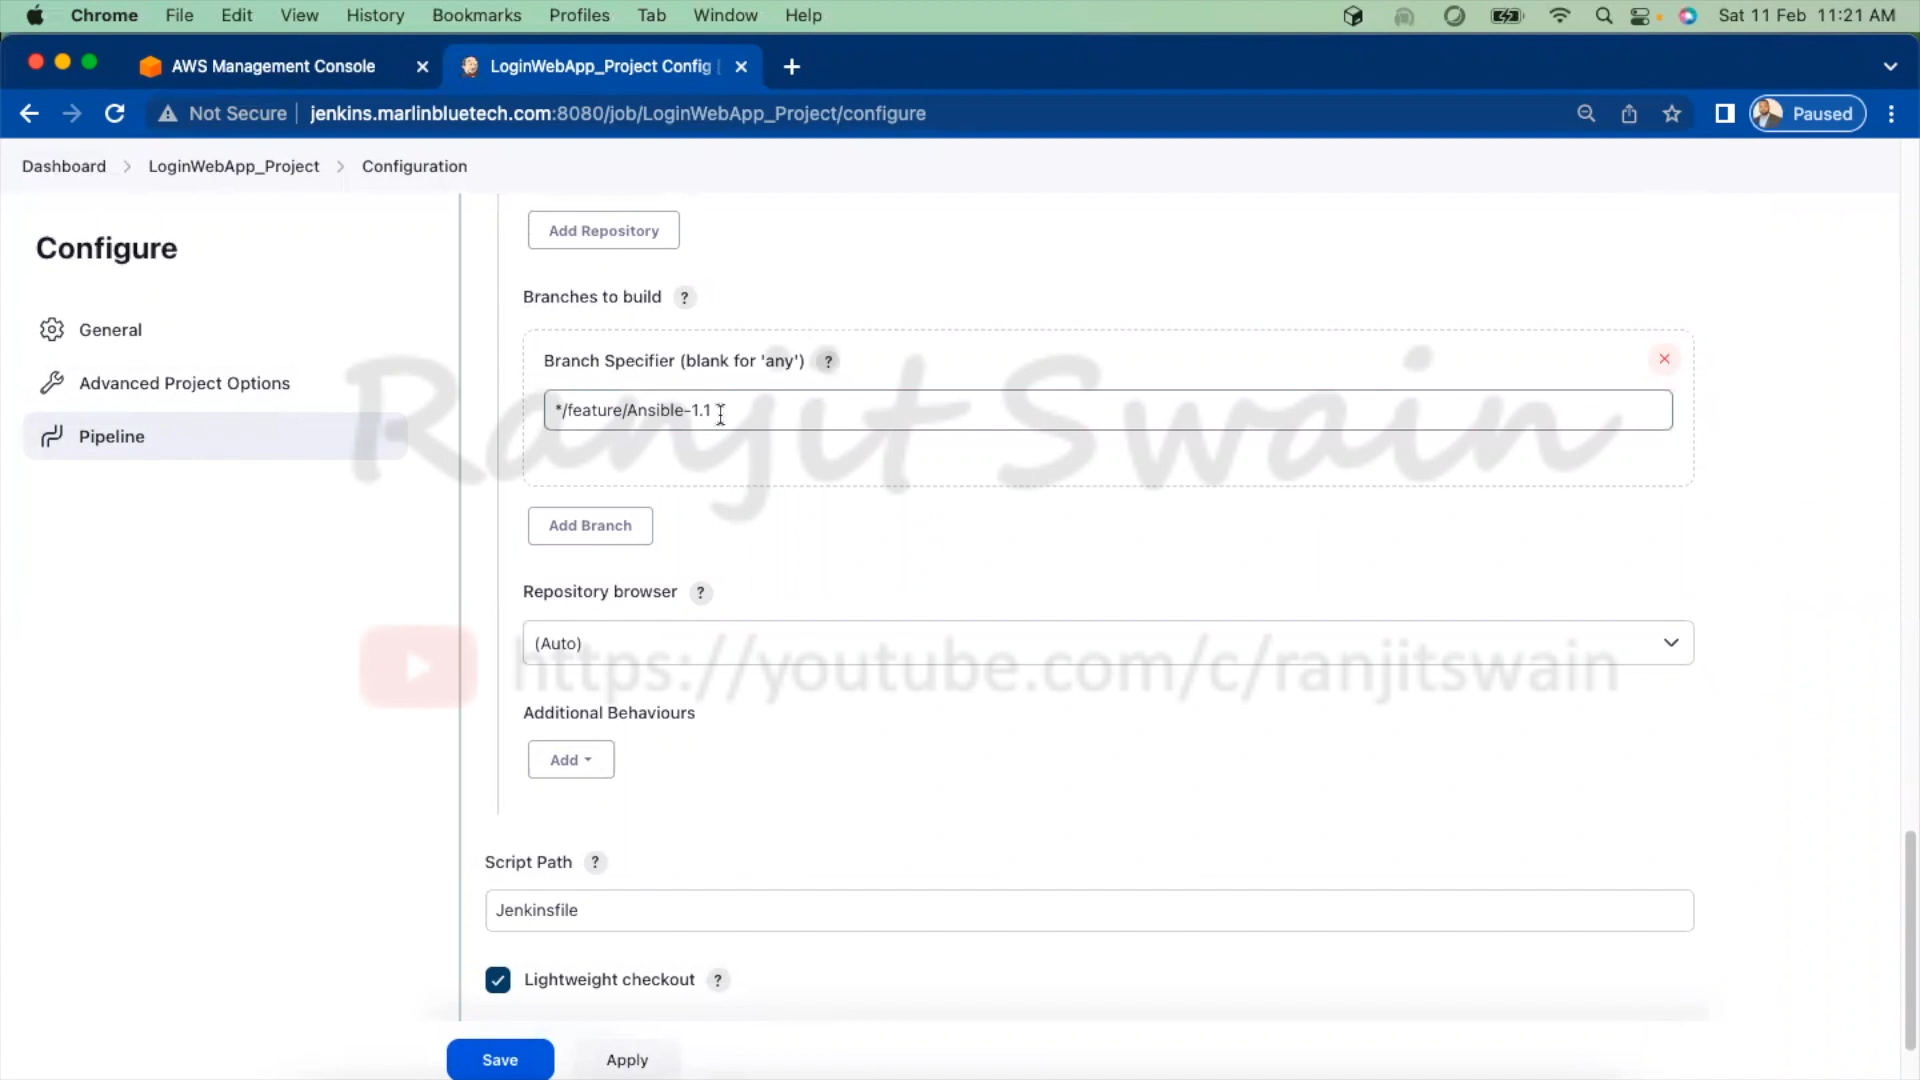 Chrome File Edit View History Bookmarks Profiles Tab Window Help Sat 11 Feb 11:21 AM
AWS Management Console LoginWebApp_Project Config [
Not Secure jenkins.marlinbluetech.com:8080/job/LoginWebApp_Project/configure Paused
Dashboard LoginWebApp_Project Configuration
Configure
General
Advanced Project Options
Pipeline
Add Repository
Branches to build ?
Branch Specifier (blank for 'any') ?
*/feature/Ansible-1.1
Ranjit Swain
Add Branch
Repository browser ?
(Auto)
https://youtube.com/c/ranjitswain
Additional Behaviours
Add
Script Path ?
Jenkinsfile
Lightweight checkout ?
Save Apply